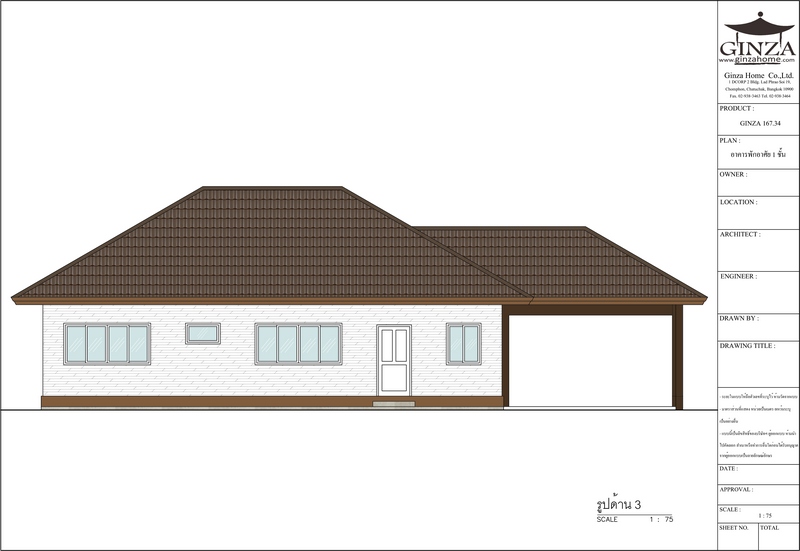 GINZA
www.ginzahome.com
Ginza Home Co.,Ltd.
1 DCORP 2 Bldg. Lad Phrao Soi 19,
Chomphon, Chatuchak, Bangkok 10900
Fax. 02-938-3463 Tel. 02-938-3464
PRODUCT :
GINZA 167.34
PLAN :
อาคารพักอาศัย 1 ชั้น
OWNER :
LOCATION :
ARCHITECT :
ENGINEER :
DRAWN BY :
DRAWING TITLE :
DATE :
APPROVAL :
SCALE :
1 : 75
SHEET NO.
TOTAL
รูปด้าน 3
SCALE 1 : 75